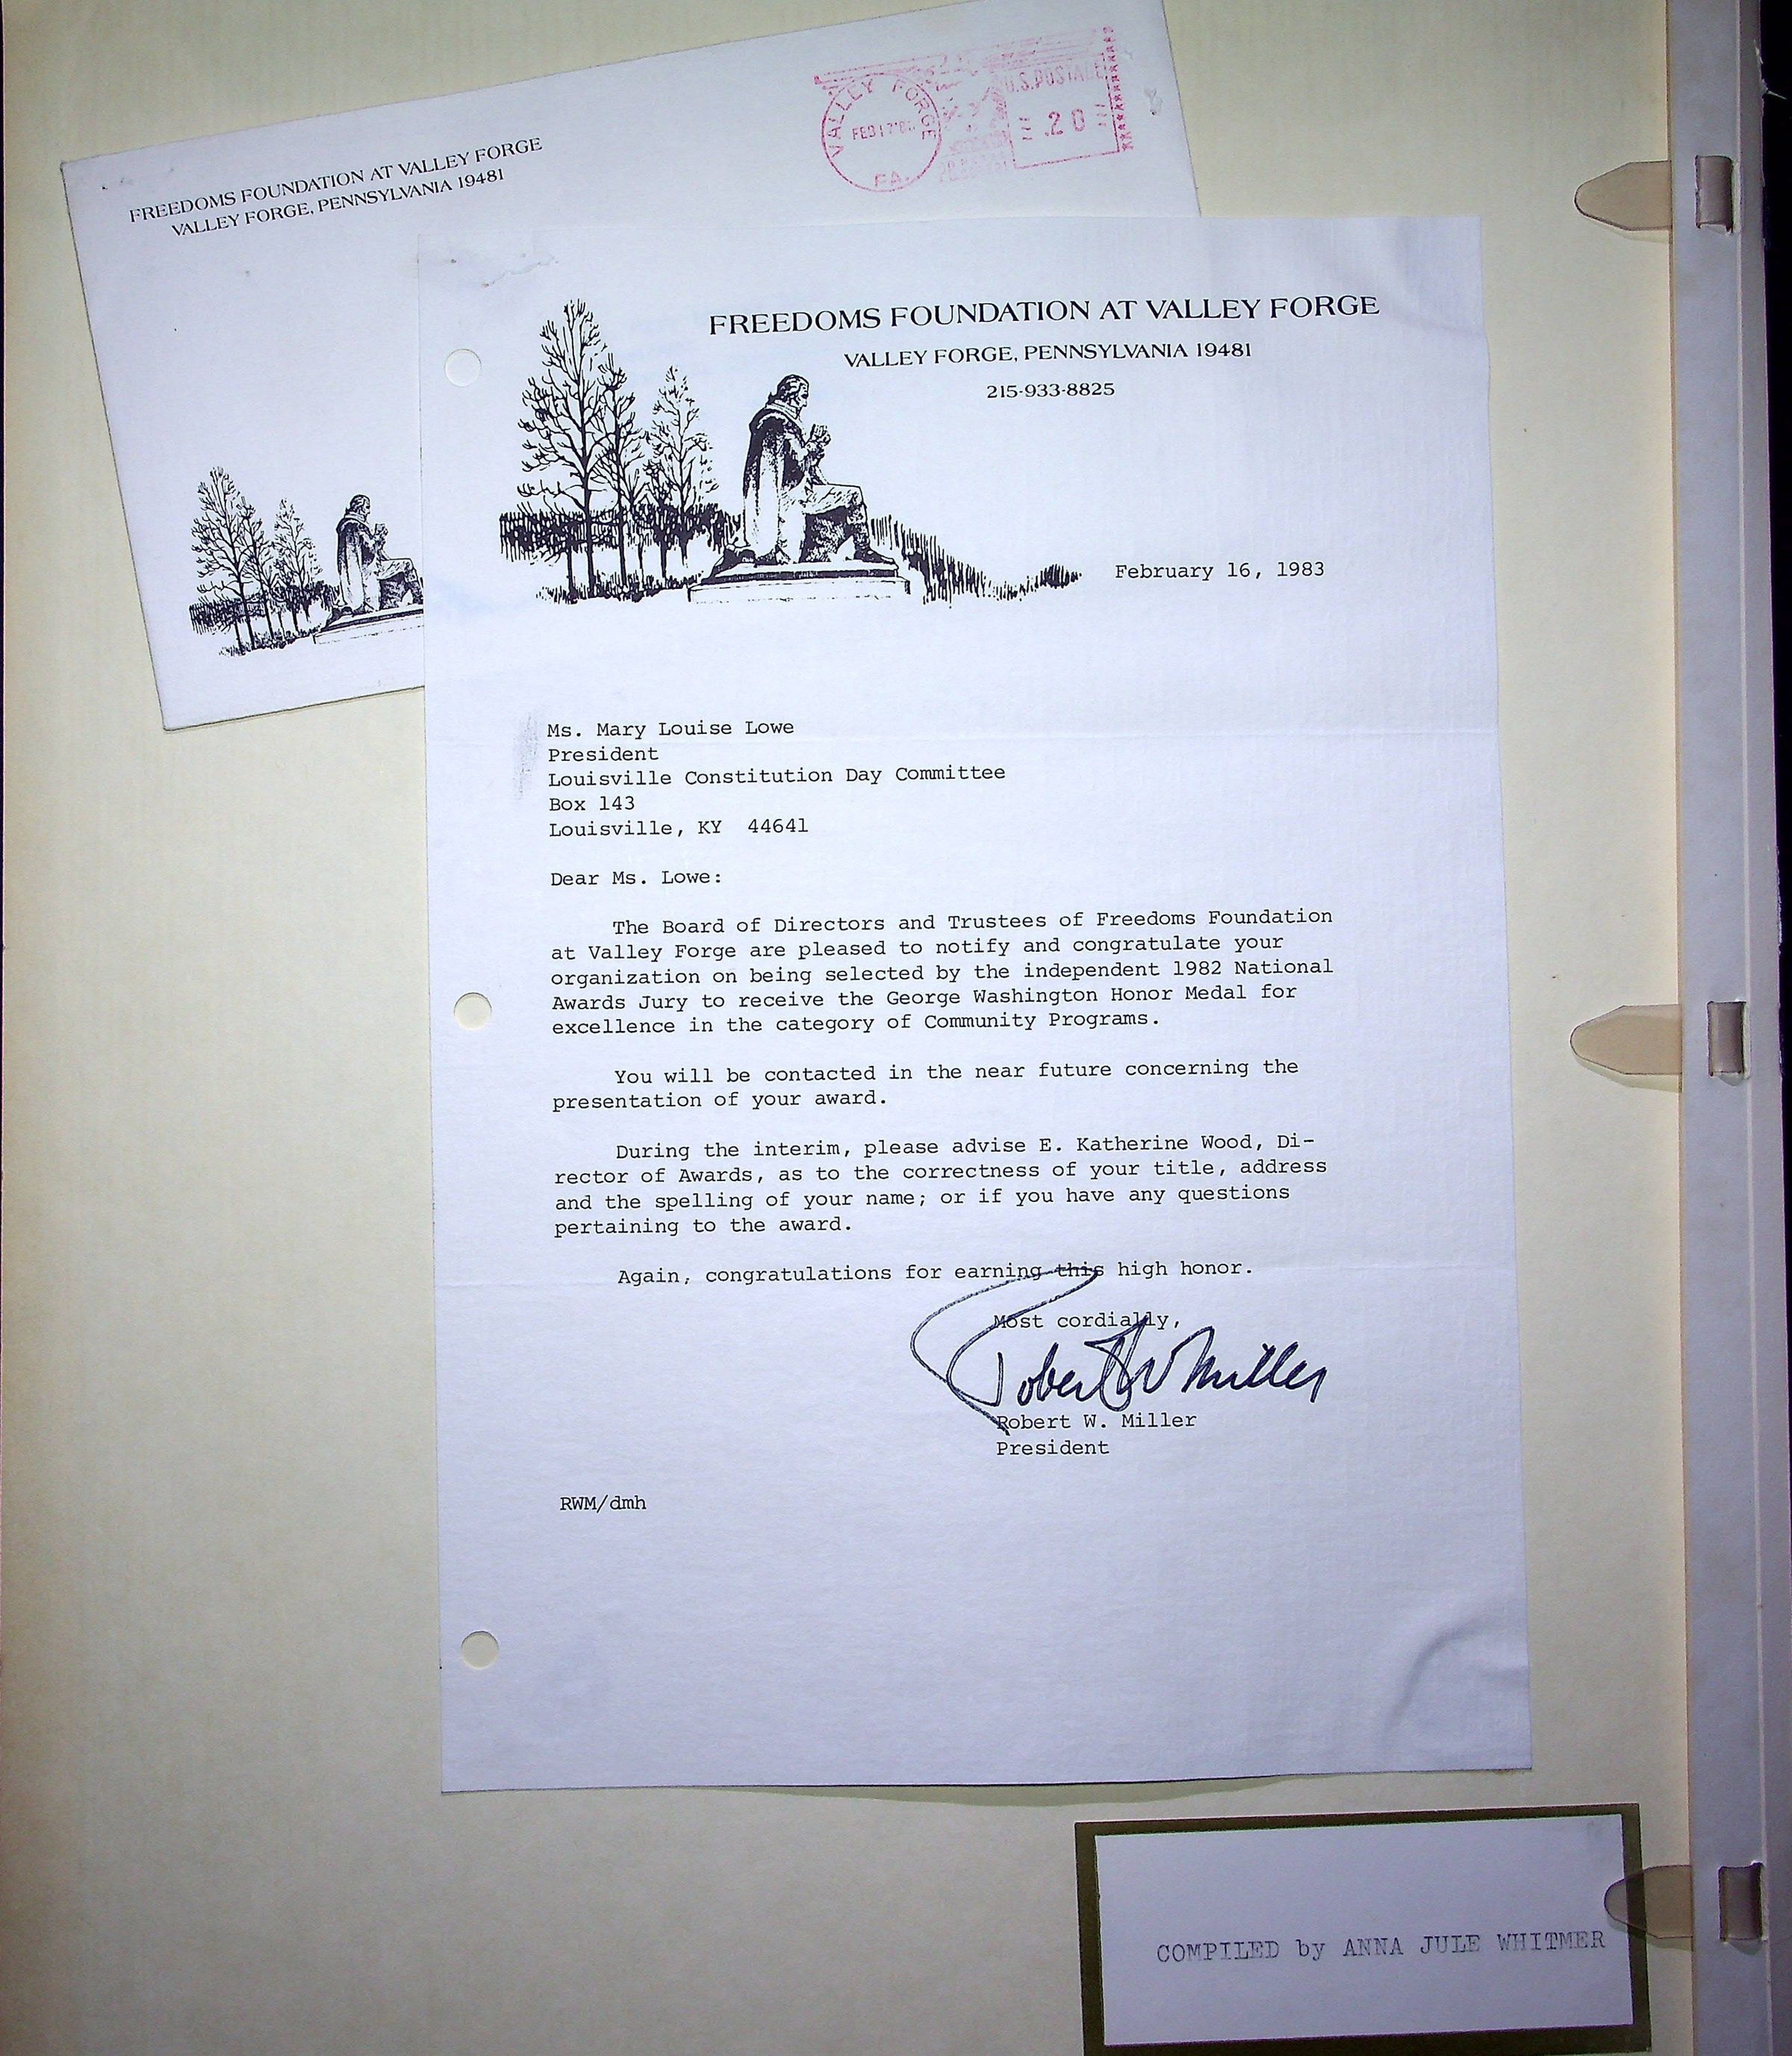 FREEDOMS FOUNDATION AT VALLEY FORGE
VALLEY FORGE, PENNSYLVANIA 19481
VALLEY FORGE
FEB 17 '8
PA.
U.S. POSTAGE
.20
FREEDOMS FOUNDATION AT VALLEY FORGE
VALLEY FORGE, PENNSYLVANIA 19481
215-933-8825
February 16, 1983
Ms. Mary Louise Lowe
President
Louisville Constitution Day Committee
Box 143
Louisville, KY  44641
Dear Ms. Lowe:
The Board of Directors and Trustees of Freedoms Foundation
at Valley Forge are pleased to notify and congratulate your
organization on being selected by the independent 1982 National
Awards Jury to receive the George Washington Honor Medal for
excellence in the category of Community Programs.
You will be contacted in the near future concerning the
presentation of your award.
During the interim, please advise E. Katherine Wood, Di-
rector of Awards, as to the correctness of your title, address
and the spelling of your name; or if you have any questions
pertaining to the award.
Again, congratulations for earning this high honor.
Most cordially,
Robert W Miller
Robert W. Miller
President
RWM/dmh
COMPILED by ANNA JULE WHITMER